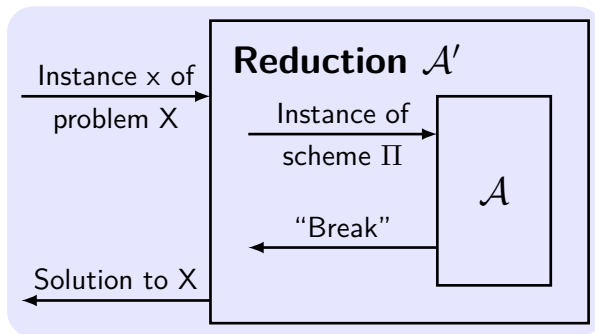 Reduction 𝒜′
Instance x of
problem X
Instance of
scheme Π
𝒜
“Break”
Solution to X